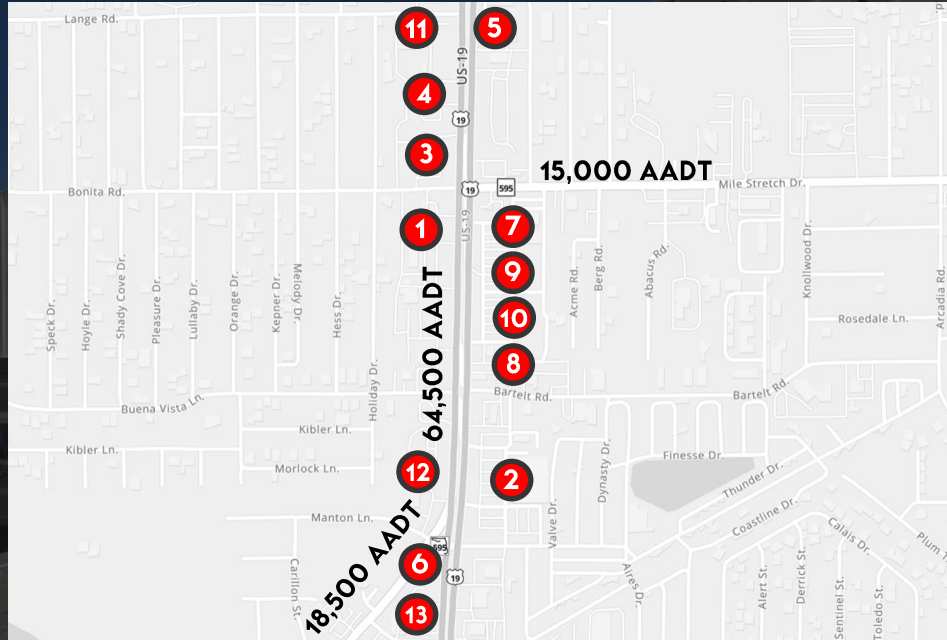 Lange Rd.
11
5
US-19
4
19
3
15,000 AADT
Bonita Rd.
19
595
Mile Stretch Dr.
1
US-19
7
9
10
8
64,500 AADT
Speck Dr.
Hoyle Dr.
Shady Cove Dr.
Pleasure Dr.
Lullaby Dr.
Orange Dr.
Kepner Dr.
Melody Dr.
Hess Dr.
Holiday Dr.
Acme Rd.
Berg Rd.
Abacus Rd.
Knollwood Dr.
Arcadia Rd.
Rosedale Ln.
Buena Vista Ln.
Bartelt Rd.
Bartelt Rd.
Kibler Ln.
Kibler Ln.
Morlock Ln.
12
2
Finesse Dr.
Dynasty Dr.
Thunder Dr.
Valve Dr.
Coastline Dr.
Calais Dr.
Plum
Manton Ln.
18,500 AADT
595
6
19
13
Carillon St.
Aires Dr.
Alert St.
Derrick St.
Sentinel St.
Toledo St.